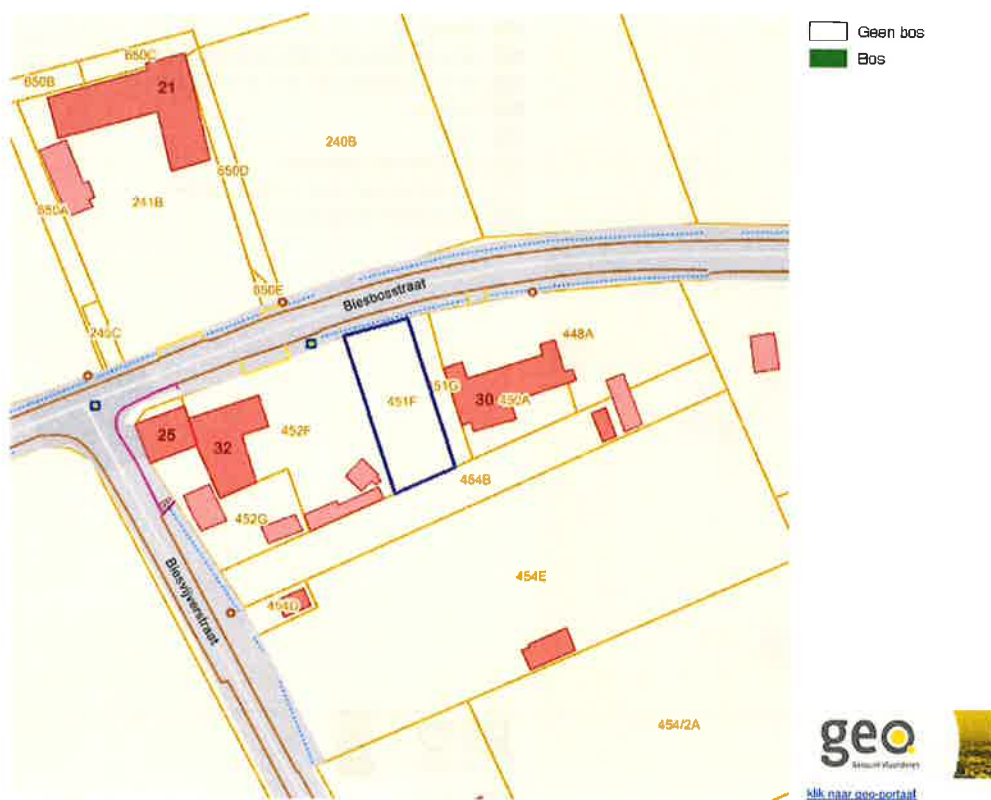 Geen bos
Bos
650C
650B
21
240B
650D
650A
241B
650E
Biesbosstraat
240C
448A
51G
451F
30
450A
25
32
452F
454B
452G
454E
Biesvijverstraat
454D
454/2A
geo
klik naar geo-portaal